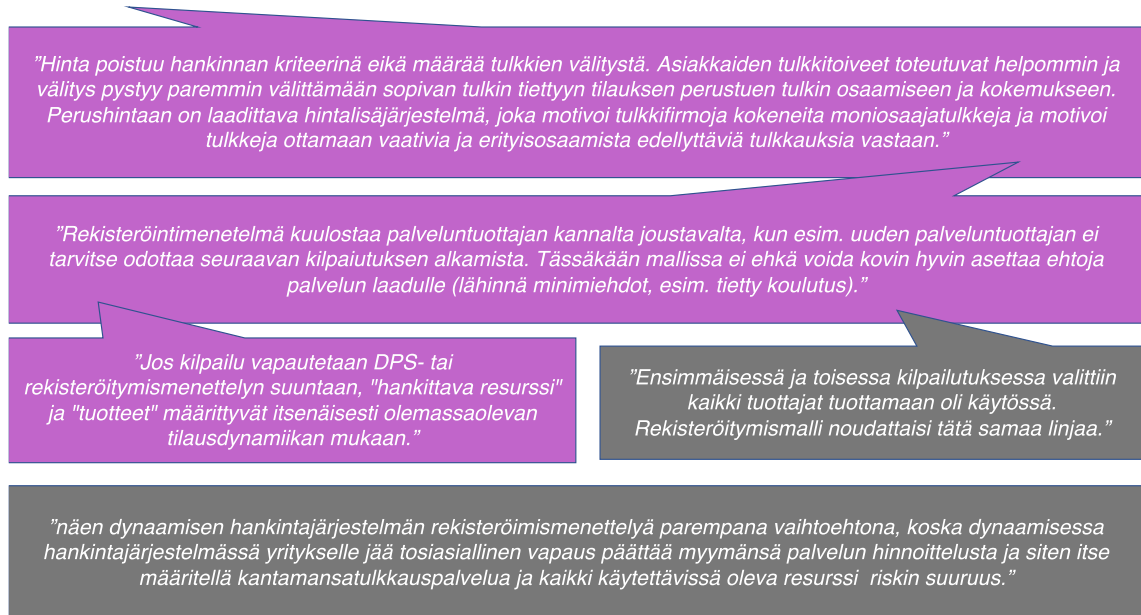 ”Hinta poistuu hankinnan kriteerinä eikä määrää tulkkien välitystä. Asiakkaiden tulkkitoiveet toteutuvat helpommin ja
välitys pystyy paremmin välittämään sopivan tulkin tiettyyn tilauksen perustuen tulkin osaamiseen ja kokemukseen.
Perushintaan on laadittava hintalisäjärjestelmä, joka motivoi tulkkifirmoja kokeneita moniosaajatulkkeja ja motivoi
tulkkeja ottamaan vaativia ja erityisosaamista edellyttäviä tulkkauksia vastaan.”
”Rekisteröintimenetelmä kuulostaa palveluntuottajan kannalta joustavalta, kun esim. uuden palveluntuottajan ei
tarvitse odottaa seuraavan kilpaiutuksen alkamista. Tässäkään mallissa ei ehkä voida kovin hyvin asettaa ehtoja
palvelun laadulle (lähinnä minimiehdot, esim. tietty koulutus).”
”Jos kilpailu vapautetaan DPS- tai
rekisteröitymismenettelyn suuntaan, "hankittava resurssi"
ja "tuotteet" määrittyvät itsenäisesti olemassaolevan
tilausdynamiikan mukaan.”
”Ensimmäisessä ja toisessa kilpailutuksessa valittiin
kaikki tuottajat tuottamaan oli käytössä.
Rekisteröitymismalli noudattaisi tätä samaa linjaa.”
”näen dynaamisen hankintajärjestelmän rekisteröimismenettelyä parempana vaihtoehtona, koska dynaamisessa
hankintajärjestelmässä yritykselle jää tosiasiallinen vapaus päättää myymänsä palvelun hinnoittelusta ja siten itse
määritellä kantamansatulkkauspalvelua ja kaikki käytettävissä oleva resurssi riskin suuruus.”